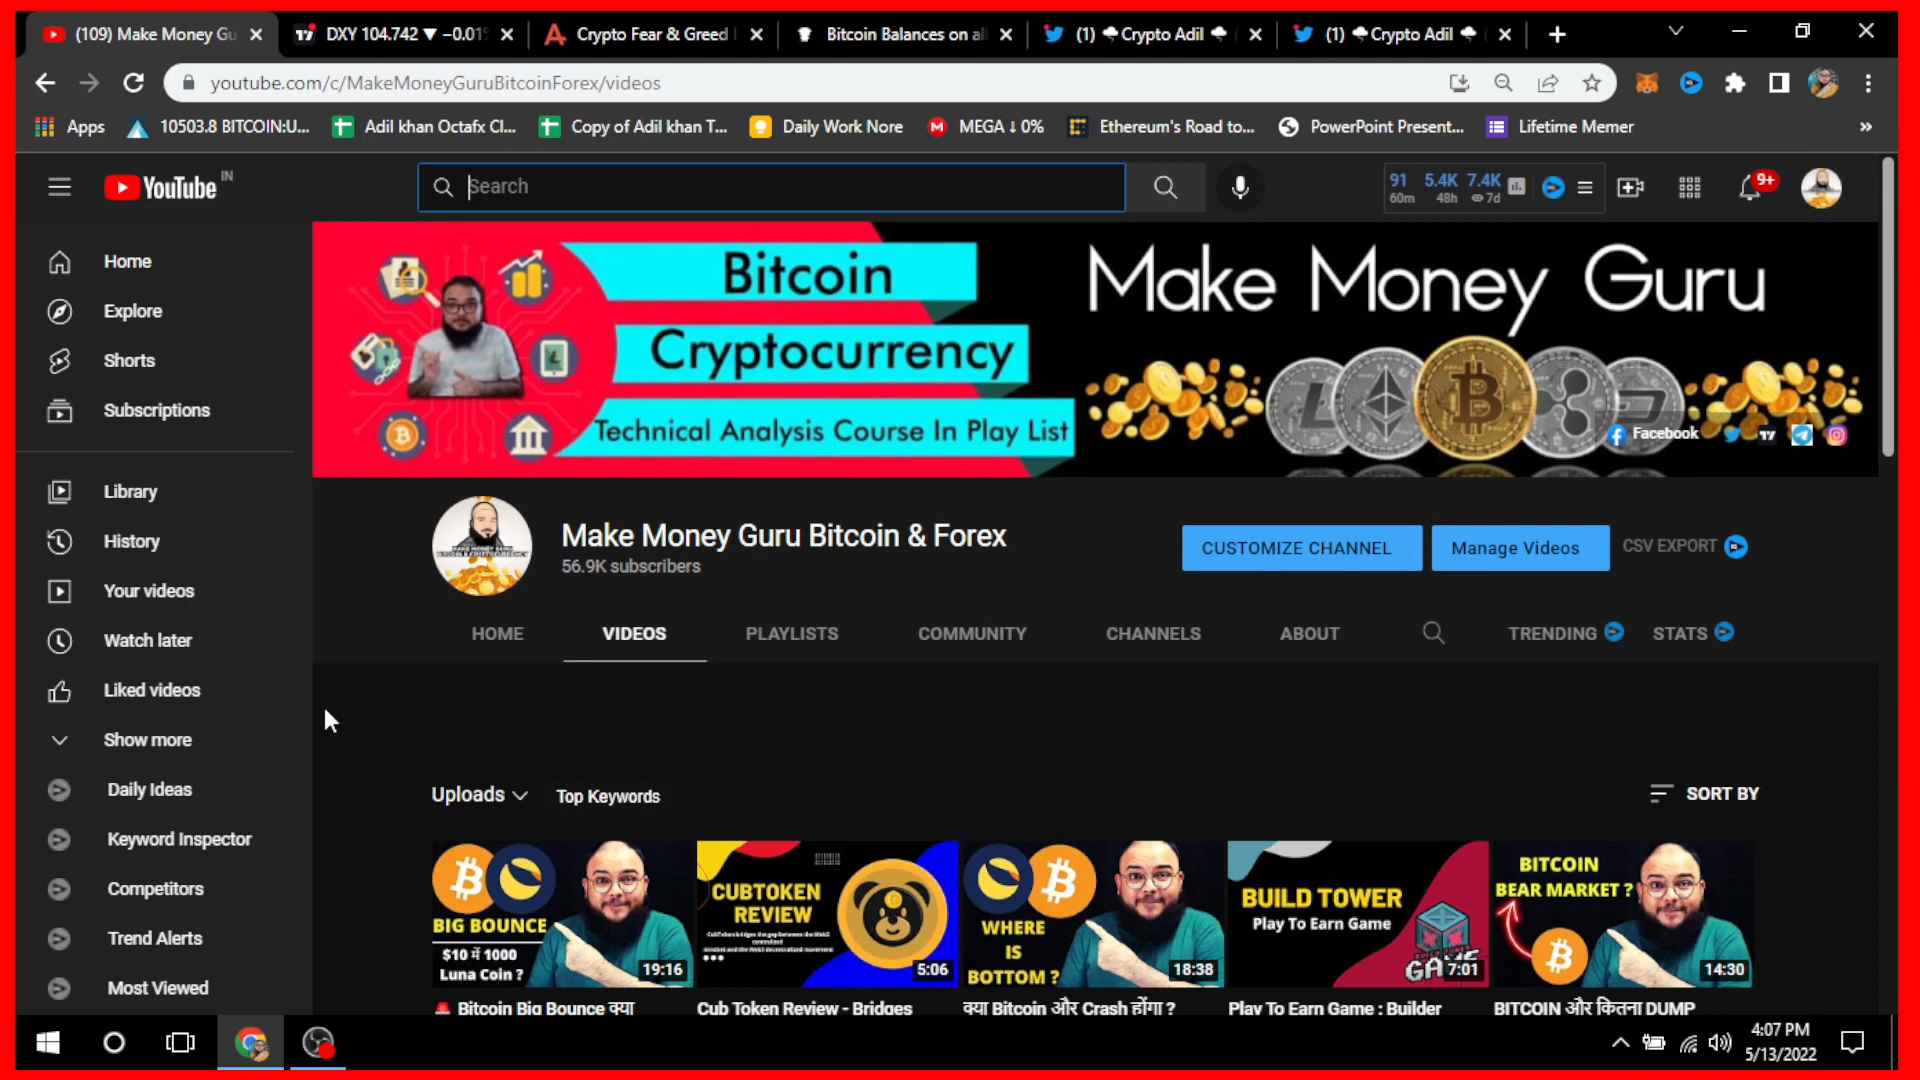 (109) Make Money Gu
DXY 104.742 ▼ −0.01%
Crypto Fear & Greed
Bitcoin Balances on al
(1) 🌩Crypto Adil 🌩
(1) 🌩Crypto Adil 🌩
youtube.com/c/MakeMoneyGuruBitcoinForex/videos
Apps
10503.8 BITCOIN:U...
Adil khan Octafx Cl...
Copy of Adil khan T...
Daily Work Nore
MEGA ↓ 0%
Ethereum's Road to...
PowerPoint Present...
Lifetime Memer
»
YouTube IN
Search
91 5.4K 7.4K
60m 48h 7d
9+
Home
Explore
Shorts
Subscriptions
Library
History
Your videos
Watch later
Liked videos
Show more
Daily Ideas
Keyword Inspector
Competitors
Trend Alerts
Most Viewed
Bitcoin
Cryptocurrency
Technical Analysis Course In Play List
Make Money Guru
Facebook
Make Money Guru Bitcoin & Forex
56.9K subscribers
CUSTOMIZE CHANNEL
Manage Videos
CSV EXPORT
HOME
VIDEOS
PLAYLISTS
COMMUNITY
CHANNELS
ABOUT
TRENDING
STATS
Uploads
Top Keywords
SORT BY
BIG BOUNCE
$10 में 1000
Luna Coin ?
19:16
CUBTOKEN
REVIEW
5:06
WHERE
IS
BOTTOM ?
18:38
BUILD TOWER
Play To Earn Game
7:01
BITCOIN
BEAR MARKET ?
14:30
🚨 Bitcoin Big Bounce क्या
Cub Token Review - Bridges
क्या Bitcoin और Crash होंगा ?
Play To Earn Game : Builder
BITCOIN और कितना DUMP
4:07 PM
5/13/2022